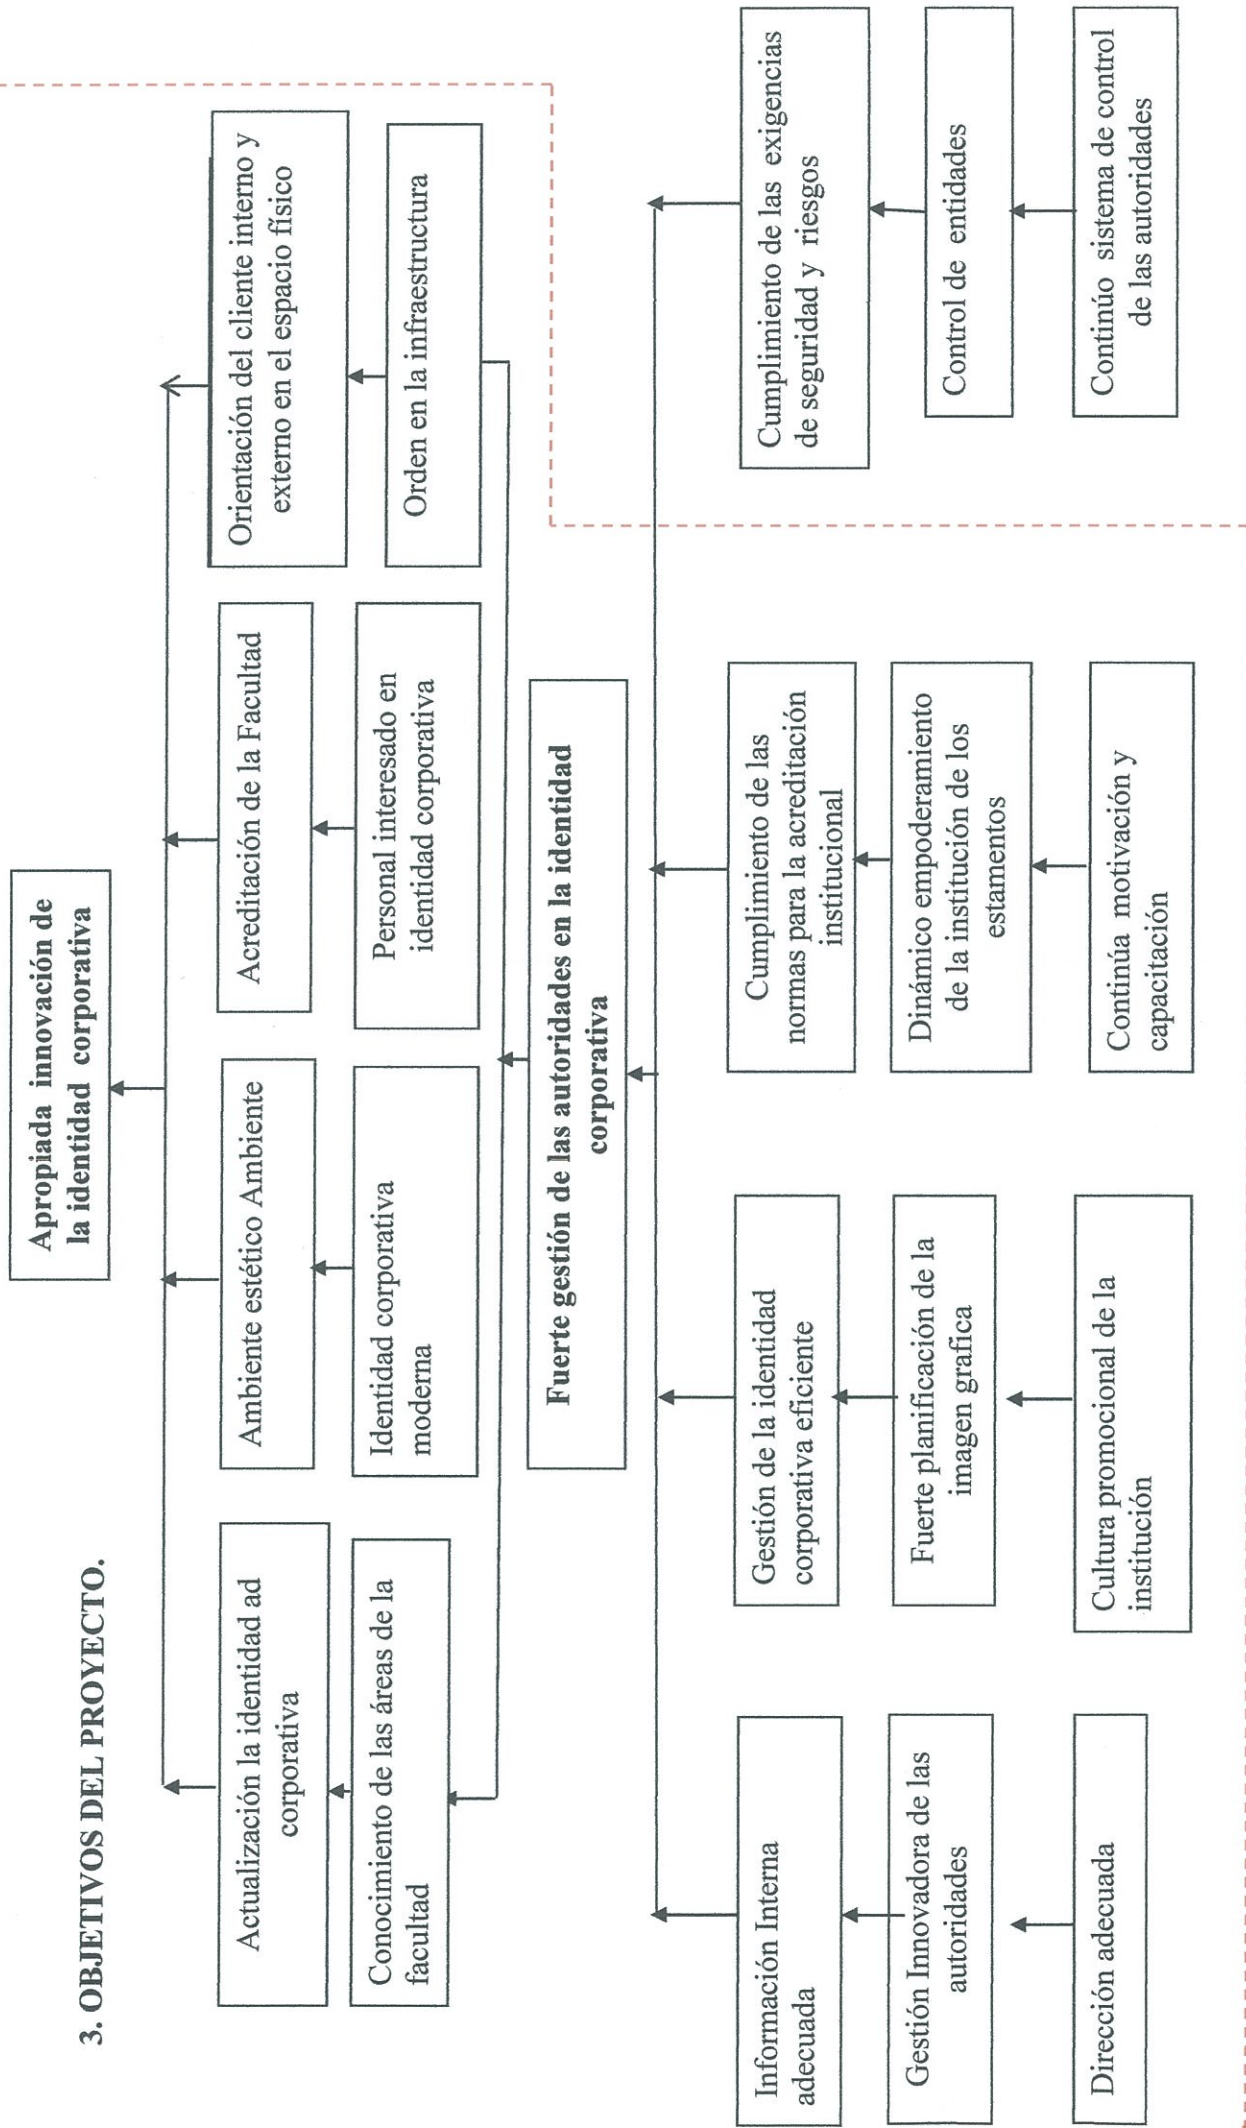 3. OBJETIVOS DEL PROYECTO.
Apropiada innovación de
la identidad corporativa
Actualización la identidad ad
corporativa
Ambiente estético Ambiente
Acreditación de la Facultad
Orientación del cliente interno y
externo en el espacio físico
Conocimiento de las áreas de la
facultad
Identidad corporativa
moderna
Personal interesado en
identidad corporativa
Orden en la infraestructura
Fuerte gestión de las autoridades en la identidad
corporativa
Información Interna
adecuada
Gestión de la identidad
corporativa eficiente
Cumplimiento de las
normas para la acreditación
institucional
Cumplimiento de las exigencias
de seguridad y riesgos
Gestión Innovadora de las
autoridades
Fuerte planificación de la
imagen grafica
Dinámico empoderamiento
de la institución de los
estamentos
Control de entidades
Dirección adecuada
Cultura promocional de la
institución
Continúa motivación y
capacitación
Continúo sistema de control
de las autoridades